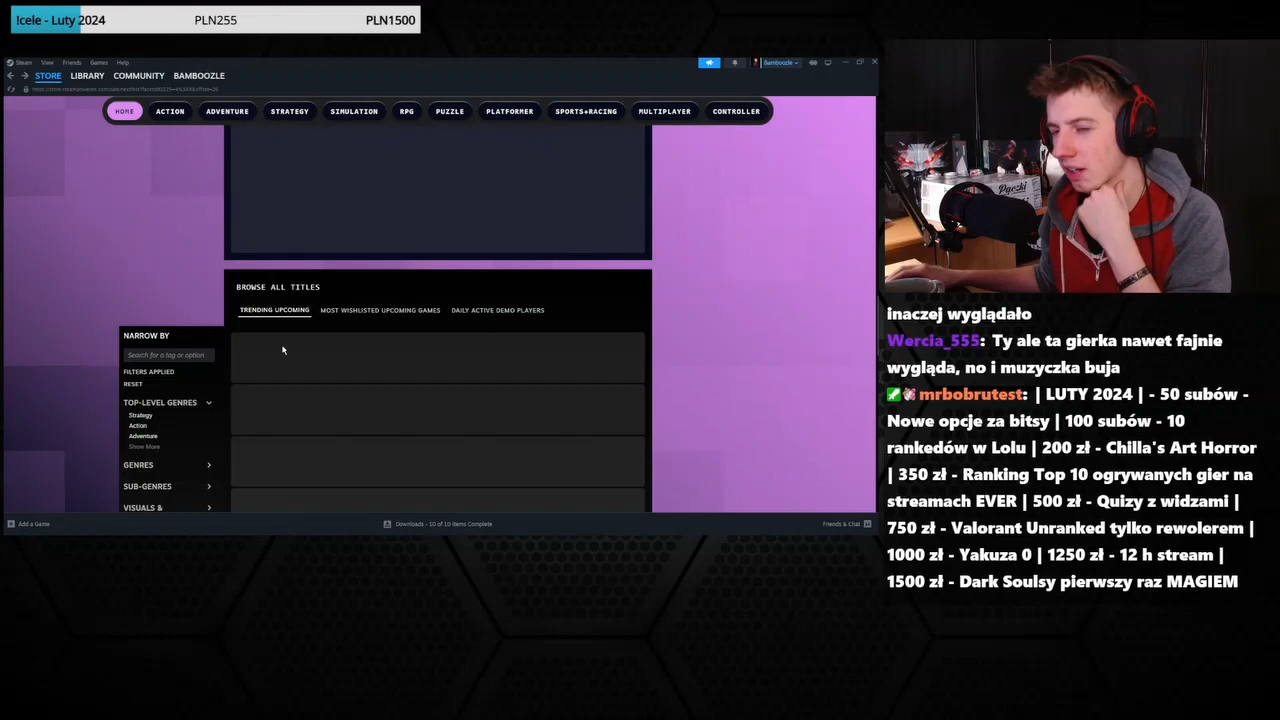 !cele - Luty 2024 PLN255 PLN1500
Steam View Friends Games Help
Bamboozle
STORE LIBRARY COMMUNITY BAMBOOZLE
HOME ACTION ADVENTURE STRATEGY SIMULATION RPG PUZZLE PLATFORMER SPORTS+RACING MULTIPLAYER CONTROLLER
BROWSE ALL TITLES
TRENDING UPCOMING MOST WISHLISTED UPCOMING GAMES DAILY ACTIVE DEMO PLAYERS
NARROW BY
Search for a tag or option
FILTERS APPLIED
RESET
TOP-LEVEL GENRES
Strategy
Action
Adventure
Show More
GENRES
SUB-GENRES
VISUALS &
Add a Game Downloads - 10 of 10 Items Complete Friends & Chat
inaczej wyglądało
Wercia_555: Ty ale ta gierka nawet fajnie
wygląda, no i muzyczka buja
mrbobrutest: | LUTY 2024 | - 50 subów -
Nowe opcje za bitsy | 100 subów - 10
rankedów w Lolu | 200 zł - Chilla's Art Horror
| 350 zł - Ranking Top 10 ogrywanych gier na
streamach EVER | 500 zł - Quizy z widzami |
750 zł - Valorant Unranked tylko rewolerem |
1000 zł - Yakuza 0 | 1250 zł - 12 h stream |
1500 zł - Dark Soulsy pierwszy raz MAGIEM